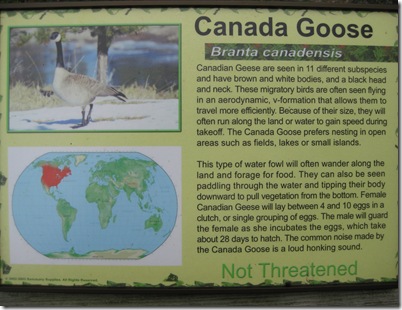 Canada Goose
Branta canadensis
Canadian Geese are seen in 11 different subspecies
and have brown and white bodies, and a black head
and neck. These migratory birds are often seen flying
in an aerodynamic, v-formation that allows them to
travel more efficiently. Because of their size, they will
often run along the land or water to gain speed during
takeoff. The Canada Goose prefers nesting in open
areas such as fields, lakes or small islands.
This type of water fowl will often wander along the
land and forage for food. They can also be seen
paddling through the water and tipping their body
downward to pull vegetation from the bottom. Female
Canadian Geese will lay between 4 and 10 eggs in a
clutch, or single grouping of eggs. The male will guard
the female as she incubates the eggs, which take
about 28 days to hatch. The common noise made by
the Canada Goose is a loud honking sound.
Not Threatened
All Rights Reserved